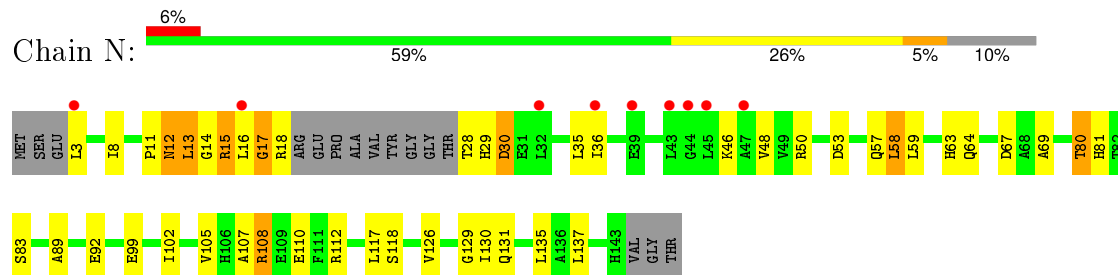 6%
Chain N:
59% 26% 5% 10%
MET SER GLU L3 I8 P11 N12 L13 G14 R15 L16 G17 R18 ARG GLU PRO ALA VAL TYR GLY GLY THR T28 H29 D30 E31 L32 L35 I36 E39 L43 G44 L45 K46 A47 V48 V49 R50 D53 Q57 L58 L59 H63 Q64 D67 A68 A69 T80 H81
S83 A89 E92 E99 I102 V105 H106 A107 R108 E109 E110 F111 R112 L117 S118 V126 G129 I130 Q131 L135 A136 L137 H143 VAL GLY THR